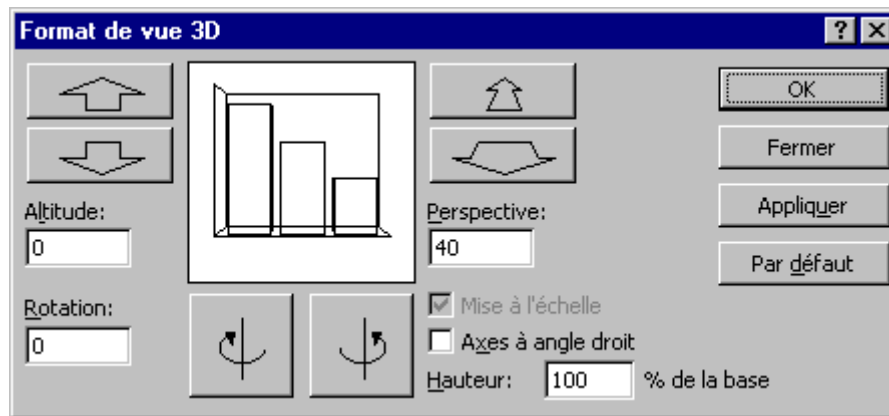 Format de vue 3D
Altitude:
0
Rotation:
0
Perspective:
40
Mise à l'échelle
Axes à angle droit
Hauteur: 100 % de la base
OK
Fermer
Appliquer
Par défaut